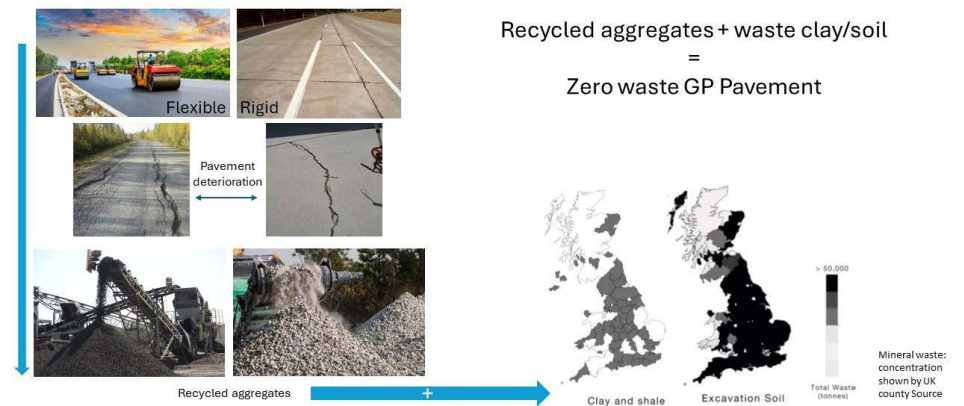 Recycled aggregates + waste clay/soil
=
Zero waste GP Pavement
Flexible
Rigid
Pavement
deterioration
Recycled aggregates
+
Clay and shale
Excavation Soil
> 50,000
Total Waste
(tonnes)
Mineral waste:
concentration
shown by UK
county Source